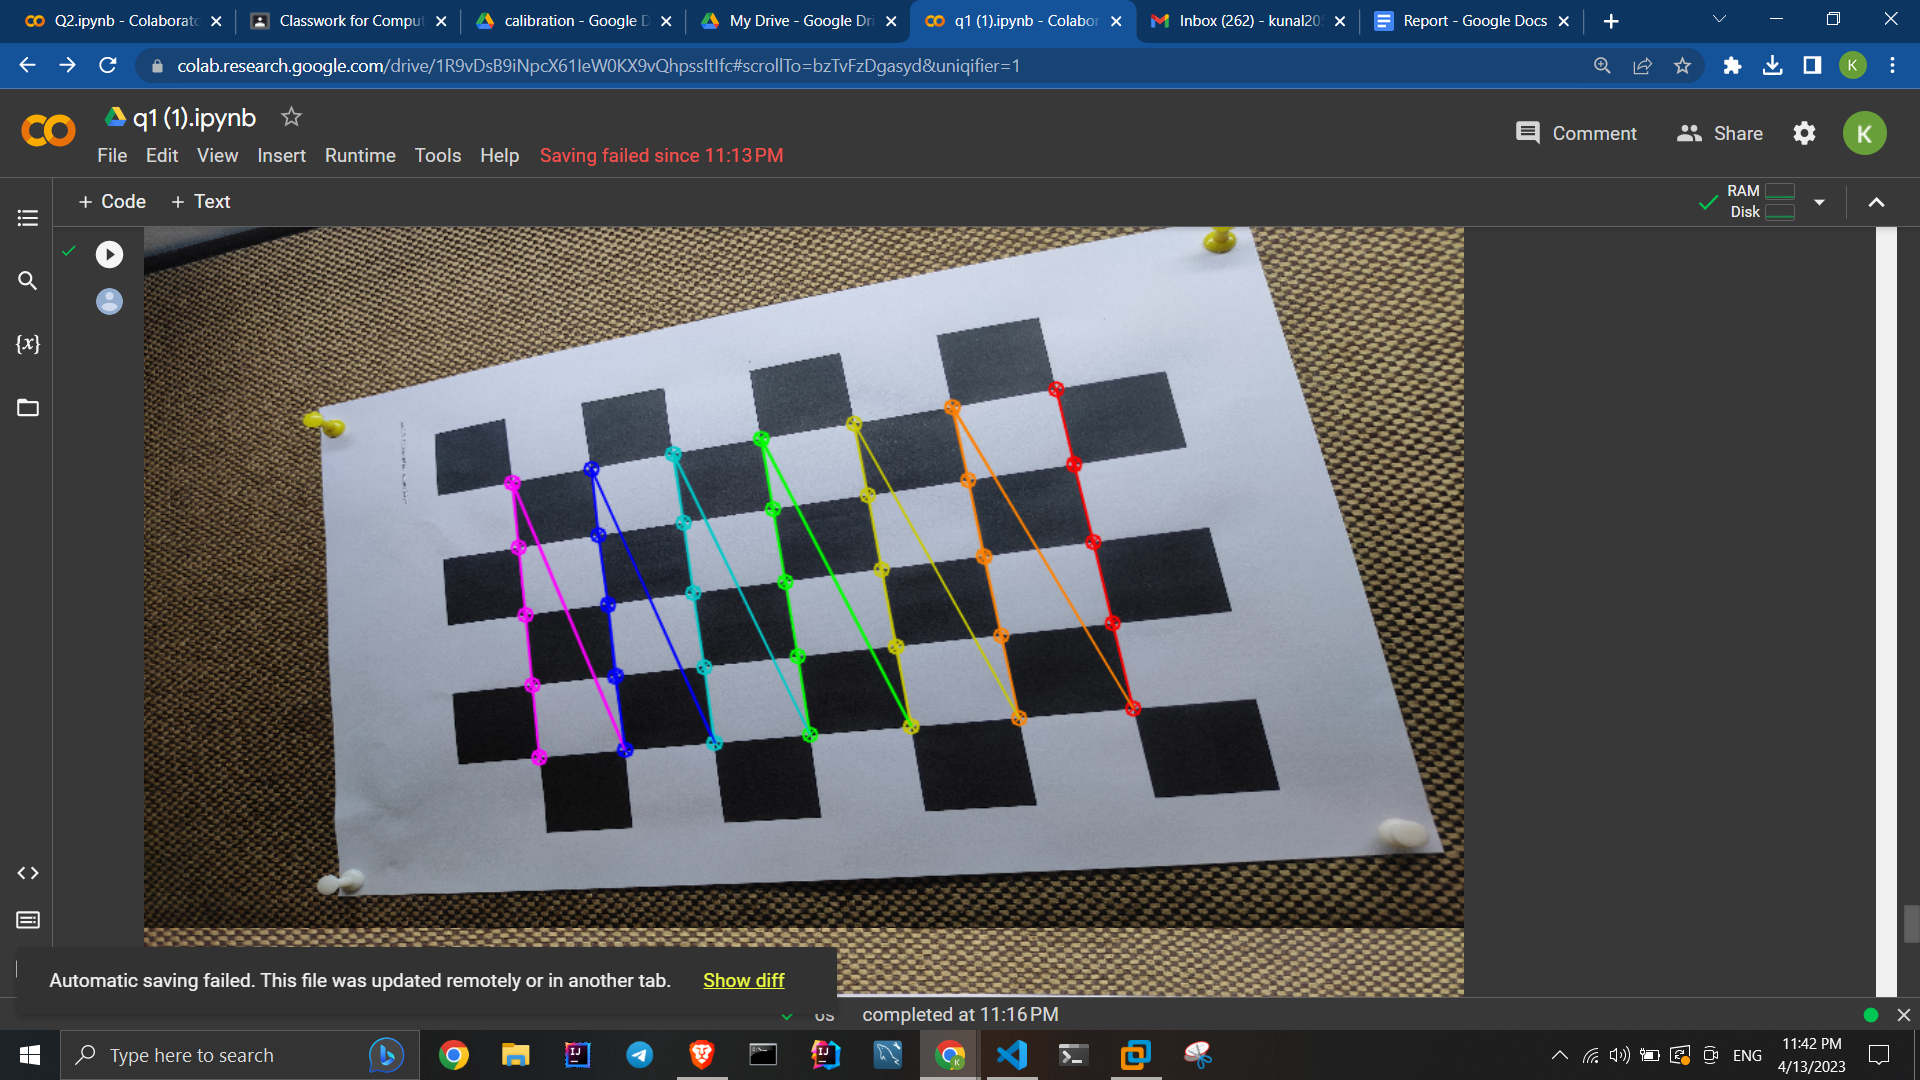 Q2.ipynb - Colaborato
Classwork for Comput
calibration - Google D
My Drive - Google Dri
q1 (1).ipynb - Colabor
Inbox (262) - kunal205
Report - Google Docs
colab.research.google.com/drive/1R9vDsB9iNpcX61IeW0KX9vQhpssItIfc#scrollTo=bzTvFzDgasyd&uniqifier=1
K
q1 (1).ipynb
File Edit View Insert Runtime Tools Help Saving failed since 11:13 PM
Comment Share K
+ Code + Text
RAM
Disk
{x}
Automatic saving failed. This file was updated remotely or in another tab. Show diff
0s completed at 11:16 PM
Type here to search
ENG
11:42 PM
4/13/2023